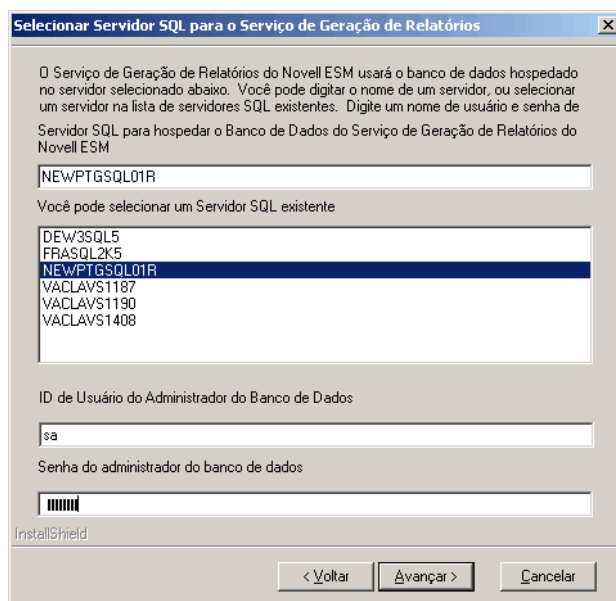 Selecionar Servidor SQL para o Serviço de Geração de Relatórios
O Serviço de Geração de Relatórios do Novell ESM usará o banco de dados hospedado
no servidor selecionado abaixo.  Você pode digitar o nome de um servidor, ou selecionar
um servidor na lista de servidores SQL existentes.  Digite um nome de usuário e senha de
Servidor SQL para hospedar o Banco de Dados do Serviço de Geração de Relatórios do
Novell ESM
NEWPTGSQL01R
Você pode selecionar um Servidor SQL existente
DEW3SQL5
FRASQL2K5
NEWPTGSQL01R
VACLAVS1187
VACLAVS1190
VACLAVS1408
ID de Usuário do Administrador do Banco de Dados
sa
Senha do administrador do banco de dados
InstallShield
< Voltar
Avançar >
Cancelar